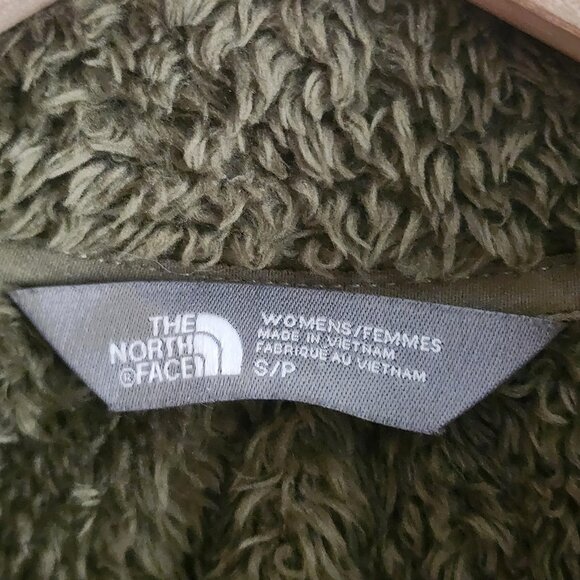 THE
NORTH
®FACE
WOMENS/FEMMES
MADE IN VIETNAM
FABRIQUE AU VIETNAM
S/P